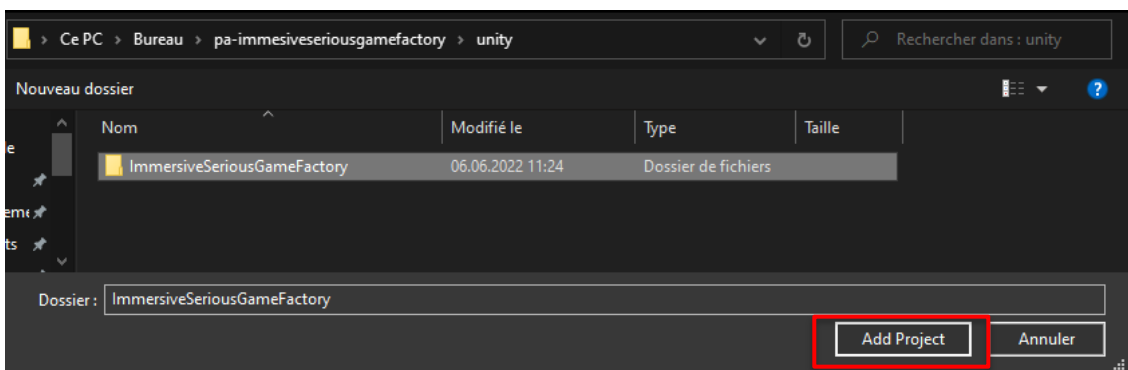 Ce PC > Bureau > pa-immesiveseriousgamefactory > unity Rechercher dans : unity
Nouveau dossier
Nom Modifié le Type Taille
ImmersiveSeriousGameFactory 06.06.2022 11:24 Dossier de fichiers
Dossier : ImmersiveSeriousGameFactory
Add Project Annuler